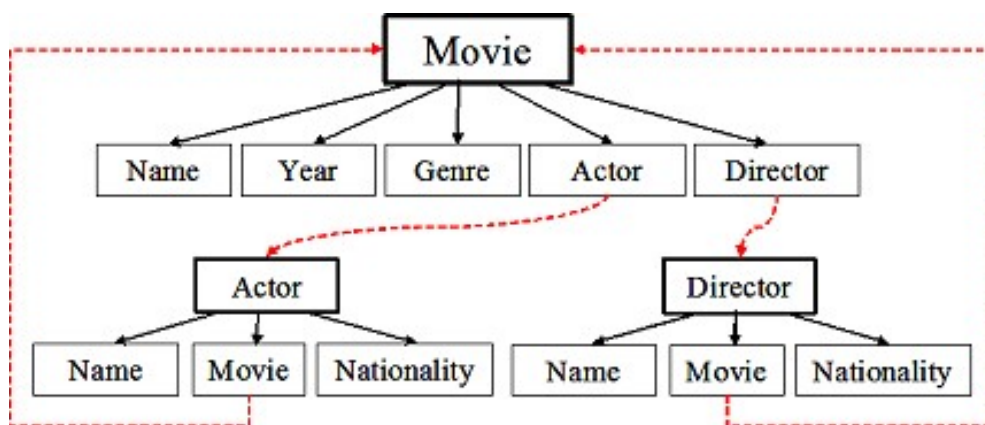 Movie
Name Year Genre Actor Director
Actor Director
Name Movie Nationality Name Movie Nationality